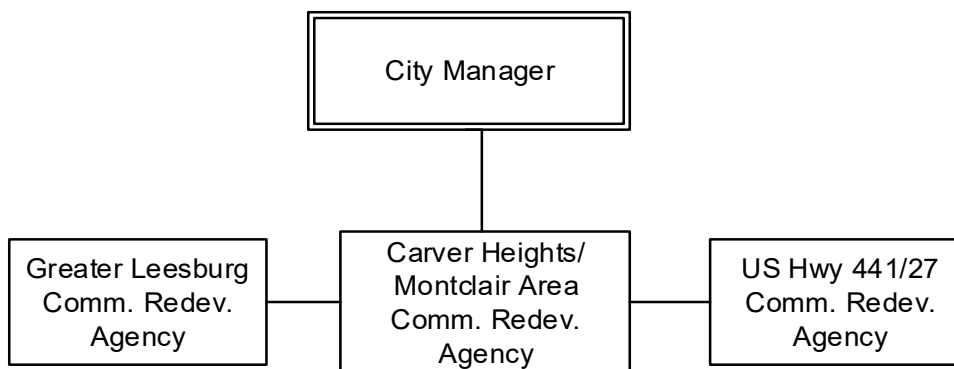 City Manager
Greater Leesburg
Comm. Redev.
Agency
Carver Heights/
Montclair Area
Comm. Redev.
Agency
US Hwy 441/27
Comm. Redev.
Agency